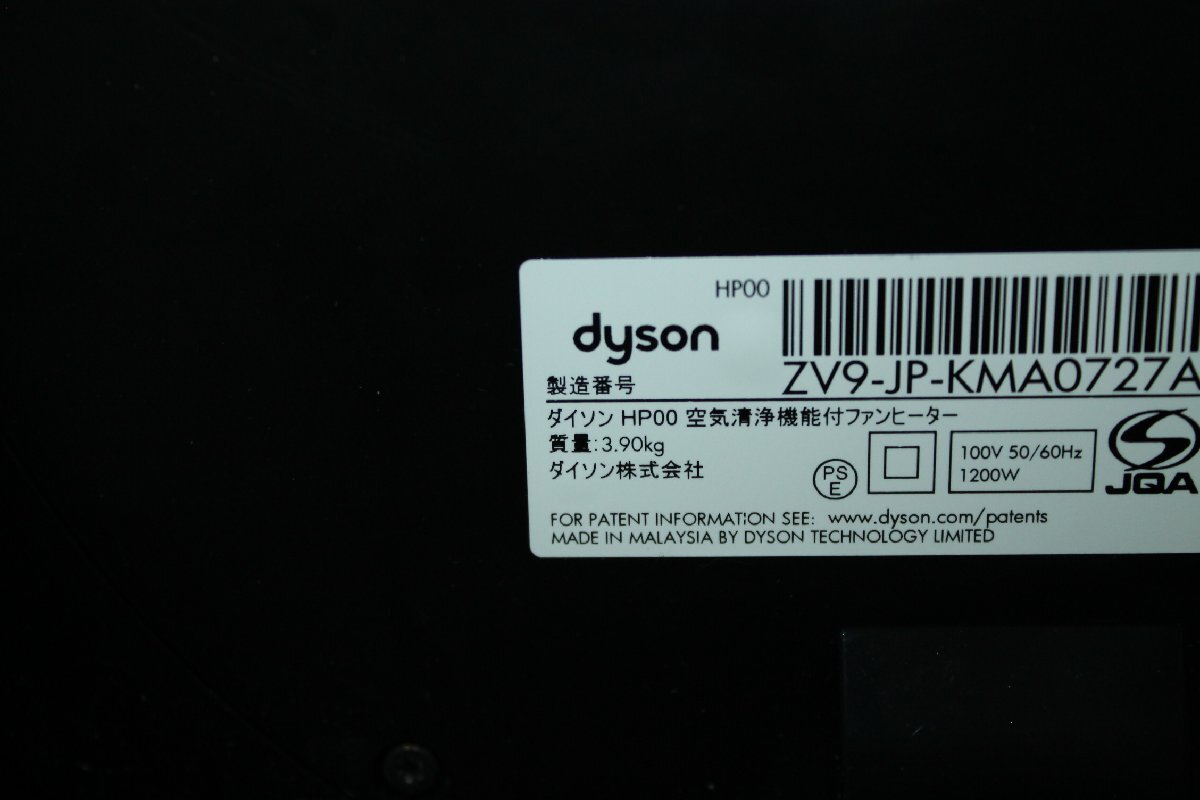 HP00
dyson
製造番号 ZV9-JP-KMA0727A
ダイソン HP00 空気清浄機能付ファンヒーター
質量:3.90kg
ダイソン株式会社
PS
E
100V 50/60Hz
1200W
JQA
FOR PATENT INFORMATION SEE: www.dyson.com/patents
MADE IN MALAYSIA BY DYSON TECHNOLOGY LIMITED